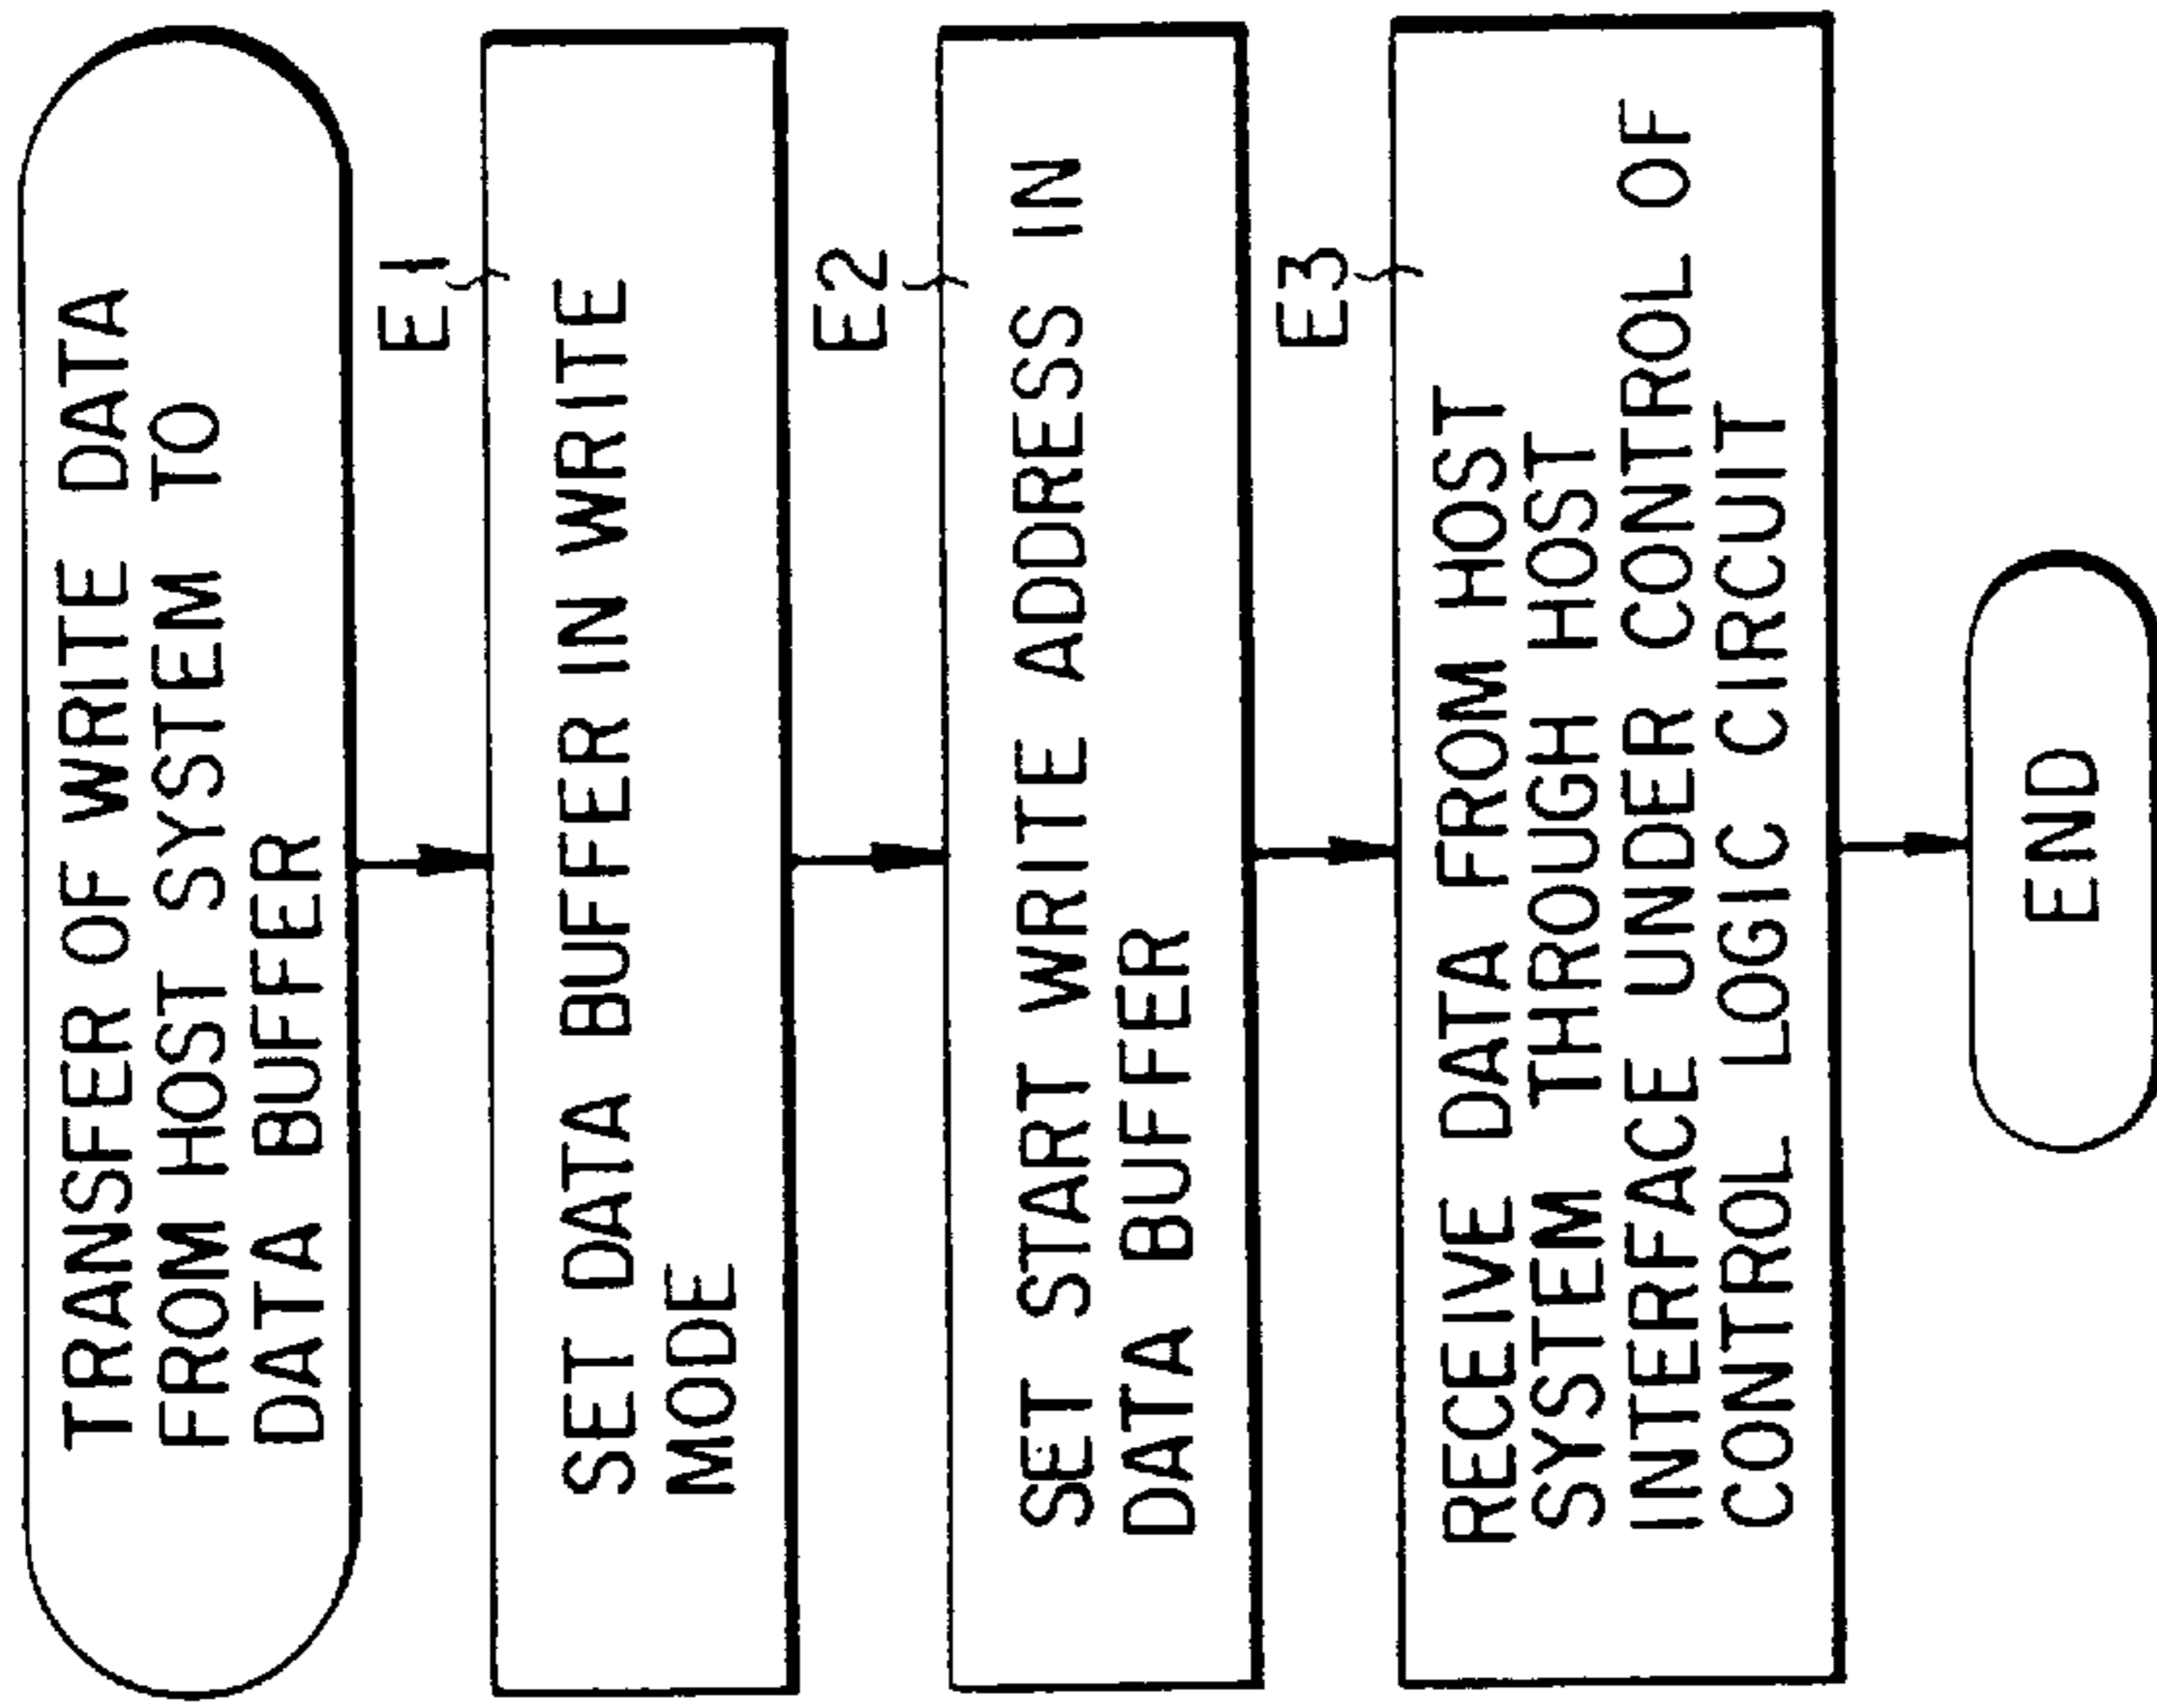 TRANSFER OF WRITE DATA
FROM HOST SYSTEM TO
DATA BUFFER
E1
SET DATA BUFFER IN WRITE
MODE
E2
SET START WRITE ADDRESS IN
DATA BUFFER
E3
RECEIVE DATA FROM HOST
SYSTEM THROUGH HOST
INTERFACE UNDER CONTROL OF
CONTROL LOGIC CIRCUIT
END